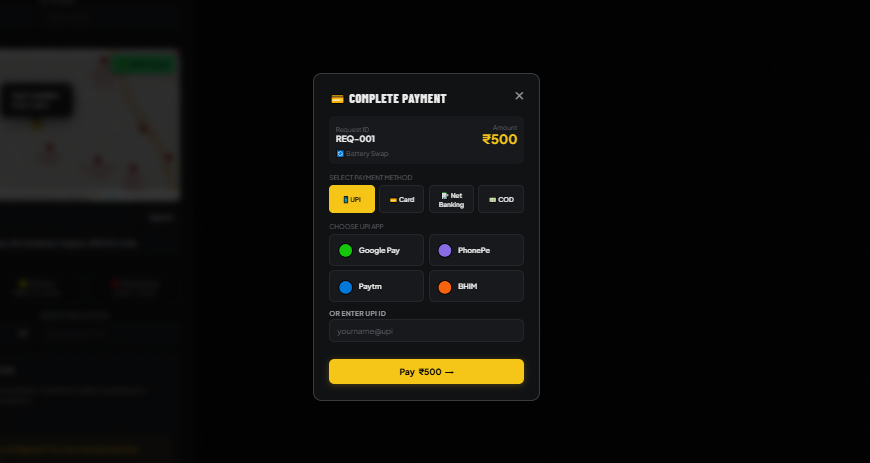 COMPLETE PAYMENT
Request ID
Amount
REQ-001
₹500
Battery Swap
SELECT PAYMENT METHOD
UPI
Card
Net Banking
COD
CHOOSE UPI APP
Google Pay
PhonePe
Paytm
BHIM
OR ENTER UPI ID
yourname@upi
Pay ₹500 →